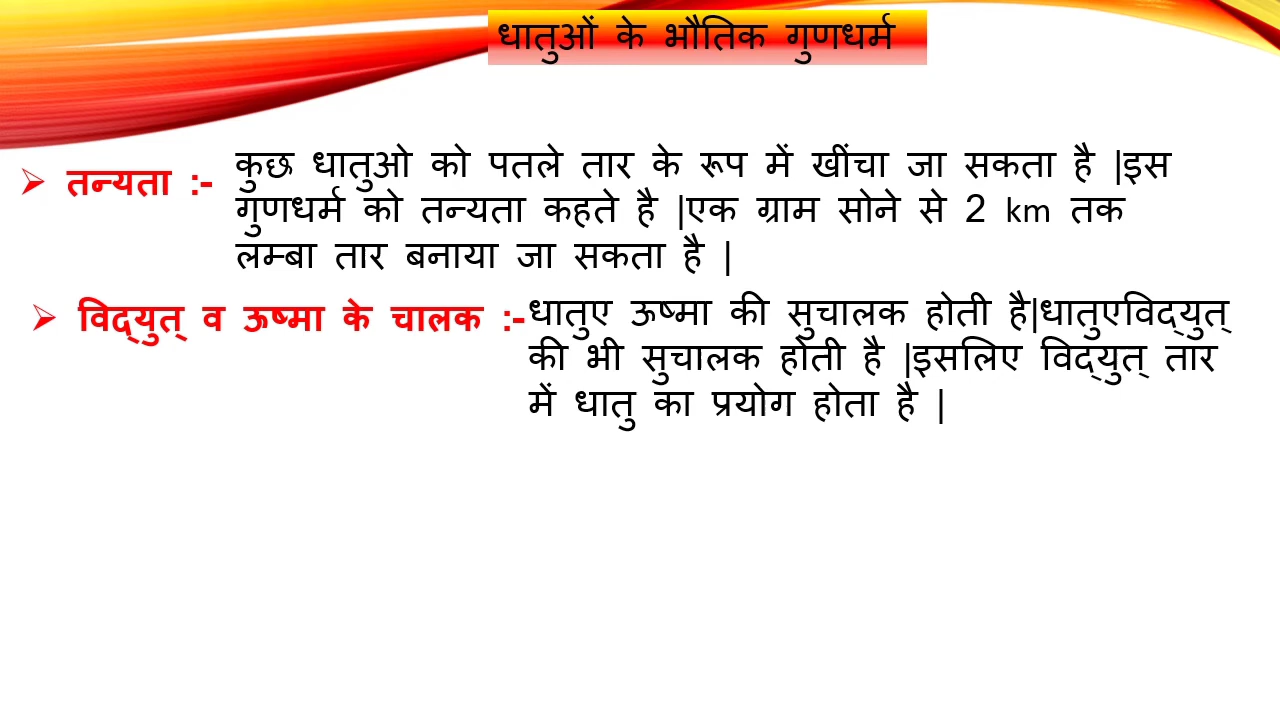 धातुओं के भौतिक गुणधर्म
➢ तन्यता :-
कुछ धातुओ को पतले तार के रूप में खींचा जा सकता है |इस
गुणधर्म को तन्यता कहते है |एक ग्राम सोने से 2 km तक
लम्बा तार बनाया जा सकता है |
➢ विद्युत् व ऊष्मा के चालक :-
धातुए ऊष्मा की सुचालक होती है|धातुएविद्युत्
की भी सुचालक होती है |इसलिए विद्युत् तार
में धातु का प्रयोग होता है |